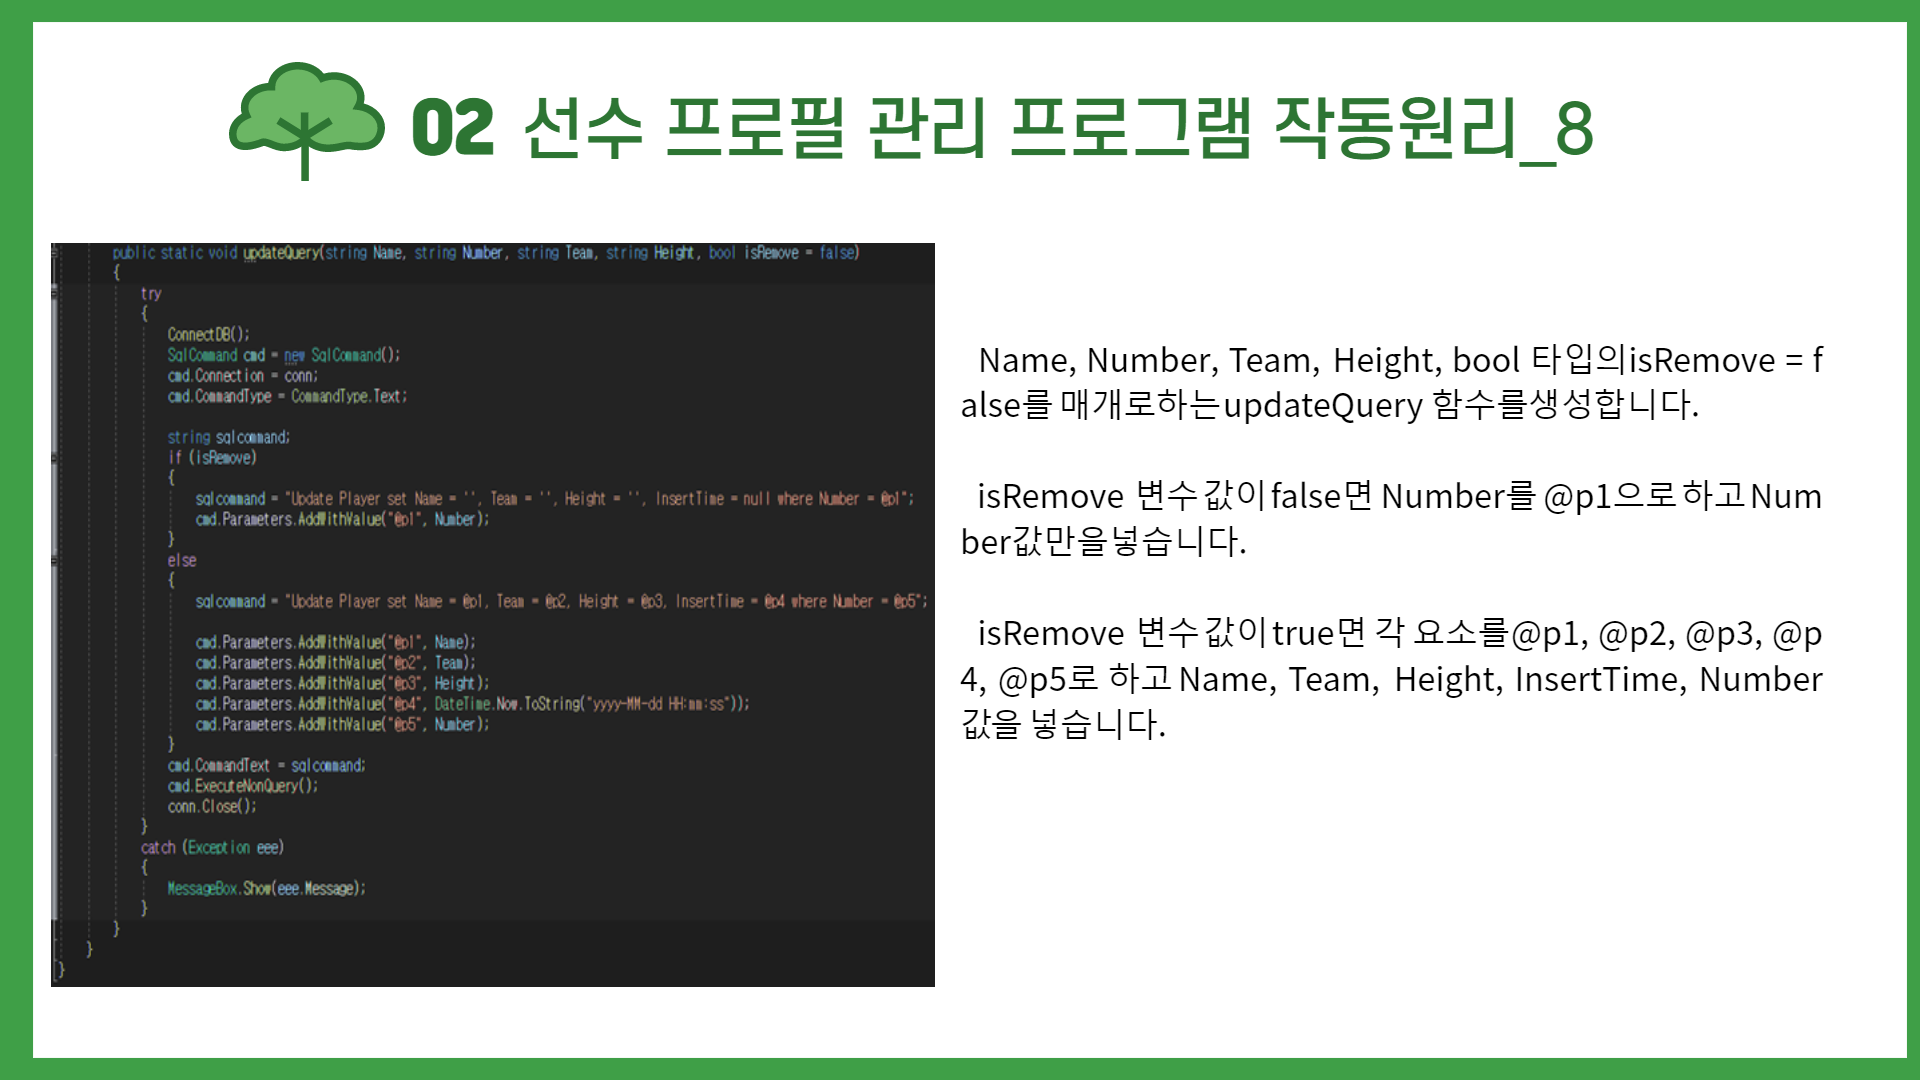 02 선수 프로필 관리 프로그램 작동원리_8
public static void updateQuery(string Name, string Number, string Team, string Height, bool isRemove = false)
{
try
{
ConnectDB();
SqlCommand cmd = new SqlCommand();
cmd.Connection = conn;
cmd.CommandType = CommandType.Text;
string sqlcommand;
if (isRemove)
{
sqlcommand = "Update Player set Name = '', Team = '', Height = '', InsertTime = null where Number = @p1";
cmd.Parameters.AddWithValue("@p1", Number);
}
else
{
sqlcommand = "Update Player set Name = @p1, Team = @p2, Height = @p3, InsertTime = @p4 where Number = @p5";
cmd.Parameters.AddWithValue("@p1", Name);
cmd.Parameters.AddWithValue("@p2", Team);
cmd.Parameters.AddWithValue("@p3", Height);
cmd.Parameters.AddWithValue("@p4", DateTime.Now.ToString("yyyy-MM-dd HH:mm:ss"));
cmd.Parameters.AddWithValue("@p5", Number);
}
cmd.CommandText = sqlcommand;
cmd.ExecuteNonQuery();
conn.Close();
}
catch (Exception eee)
{
MessageBox.Show(eee.Message);
}
}
}
}
Name, Number, Team, Height, bool 타입의isRemove = f
alse를 매개로하는updateQuery 함수를생성합니다.
isRemove 변수값이false면 Number를 @p1으로하고Num
ber값만을넣습니다.
isRemove 변수값이true면 각 요소를@p1, @p2, @p3, @p
4, @p5로 하고Name, Team, Height, InsertTime, Number
값을 넣습니다.